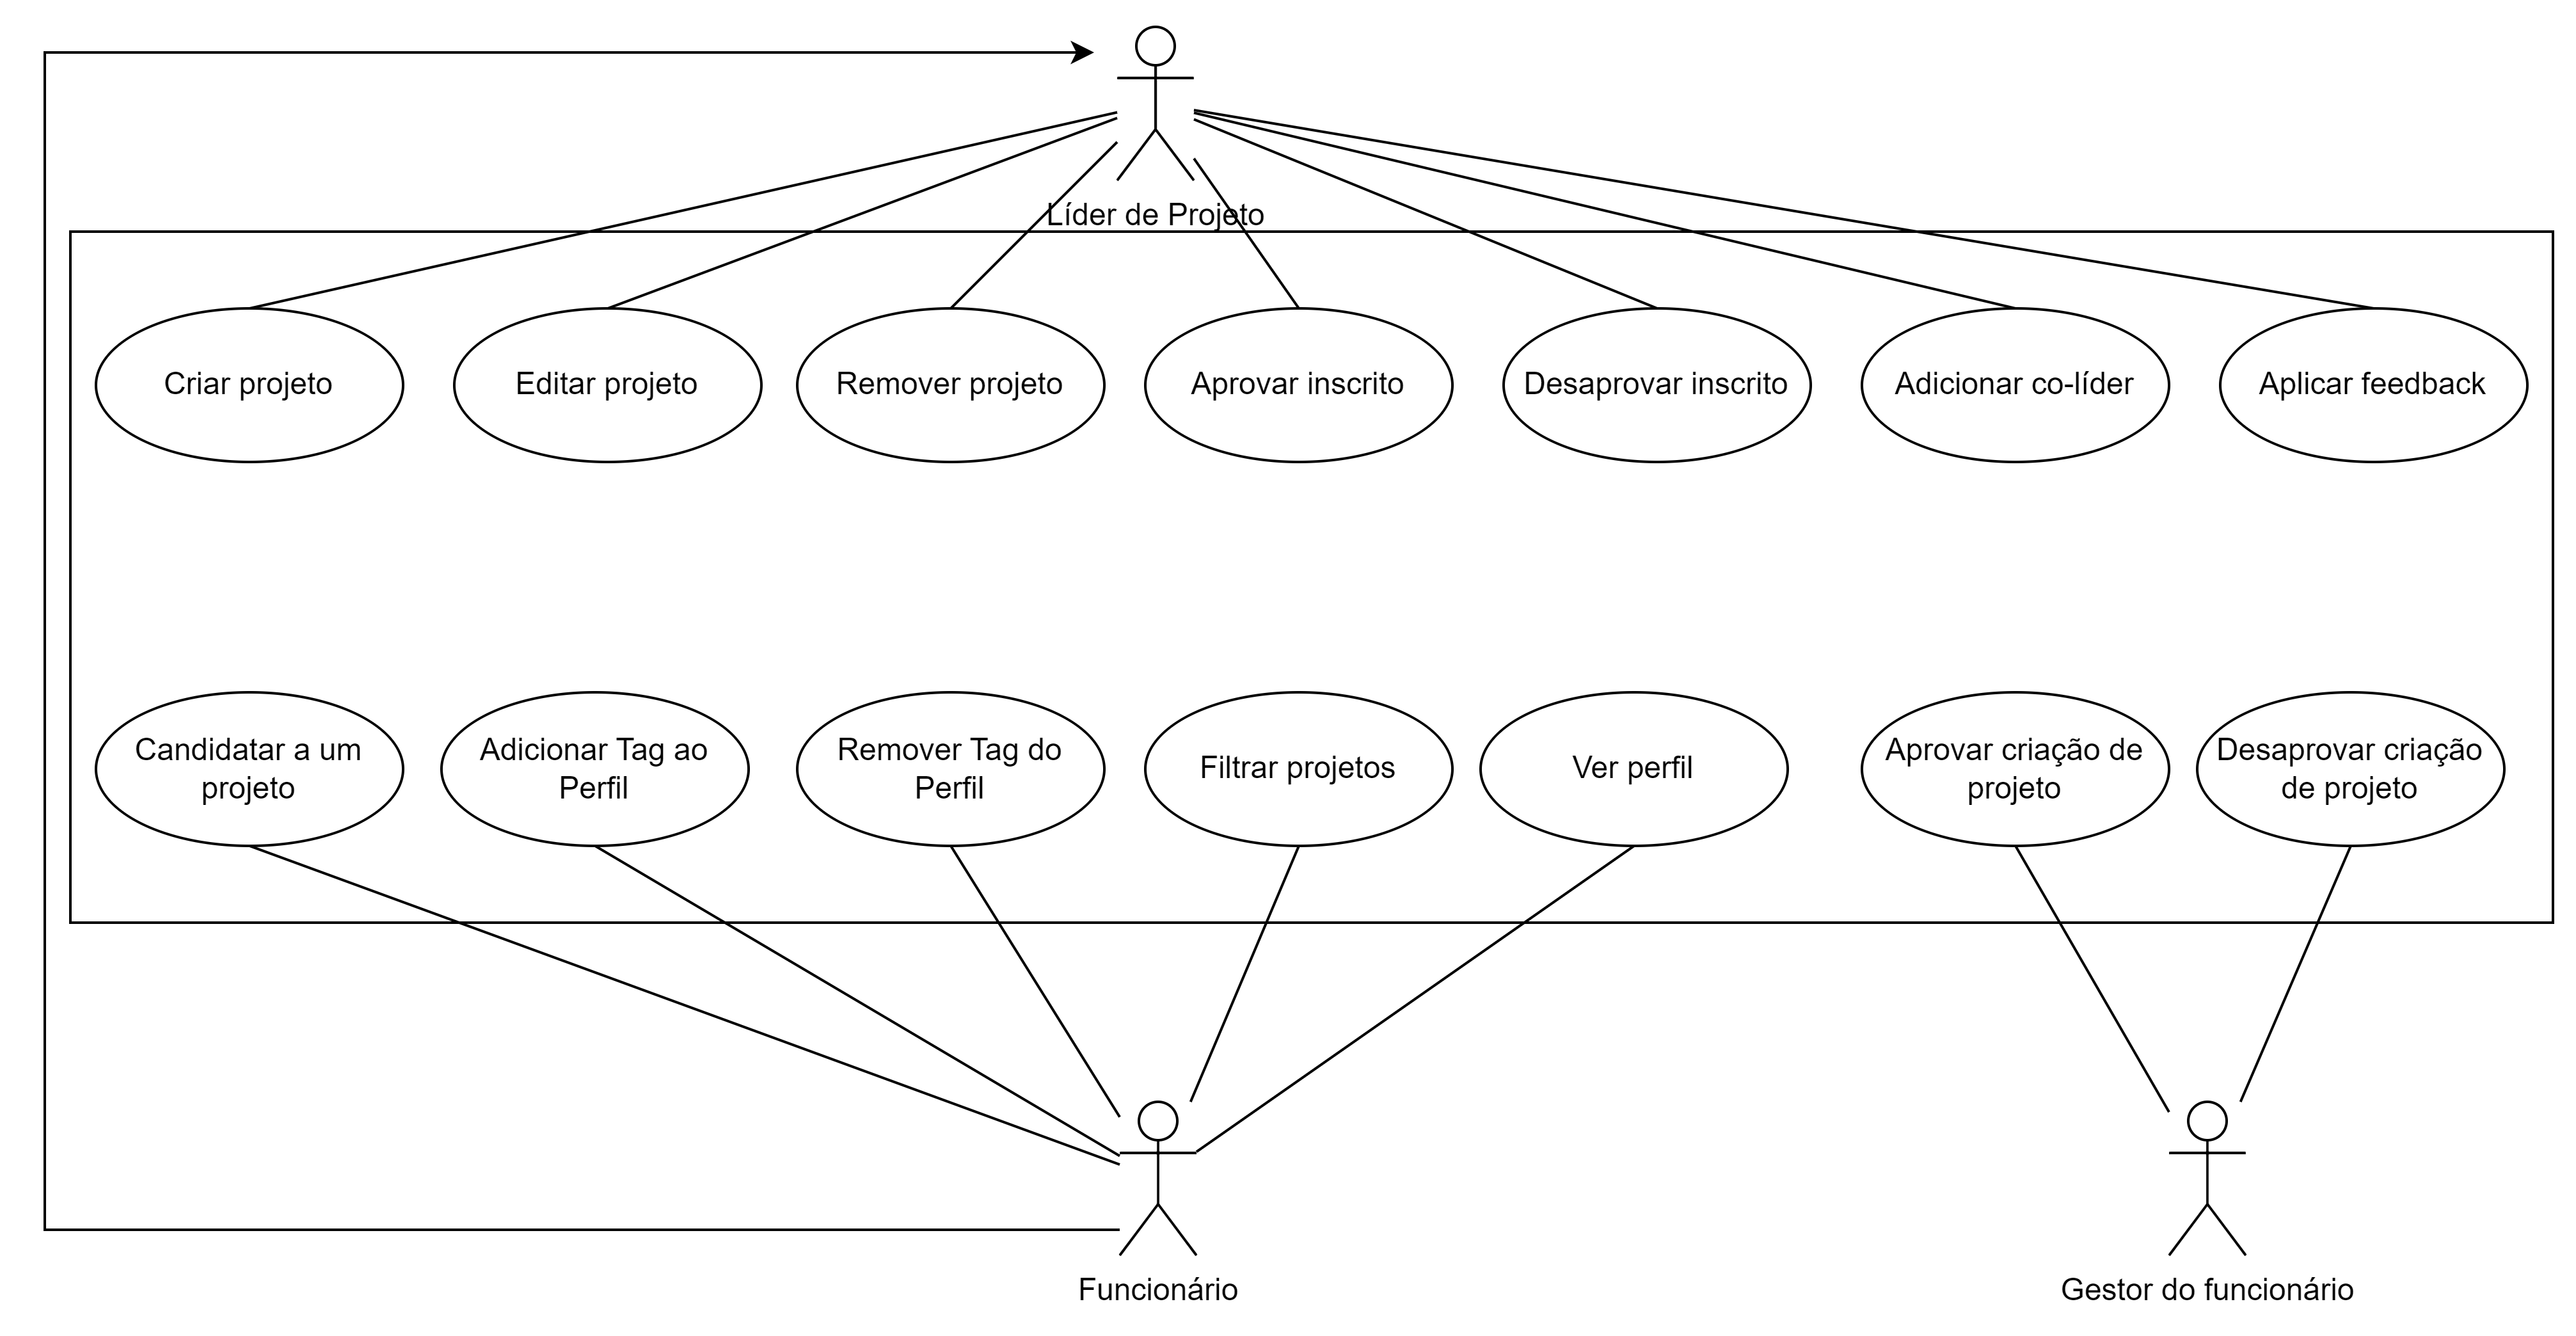 Líder de Projeto
Criar projeto
Editar projeto
Remover projeto
Aprovar inscrito
Desaprovar inscrito
Adicionar co-líder
Aplicar feedback
Candidatar a um
projeto
Adicionar Tag ao
Perfil
Remover Tag do
Perfil
Filtrar projetos
Ver perfil
Aprovar criação de
projeto
Desaprovar criação
de projeto
Funcionário
Gestor do funcionário